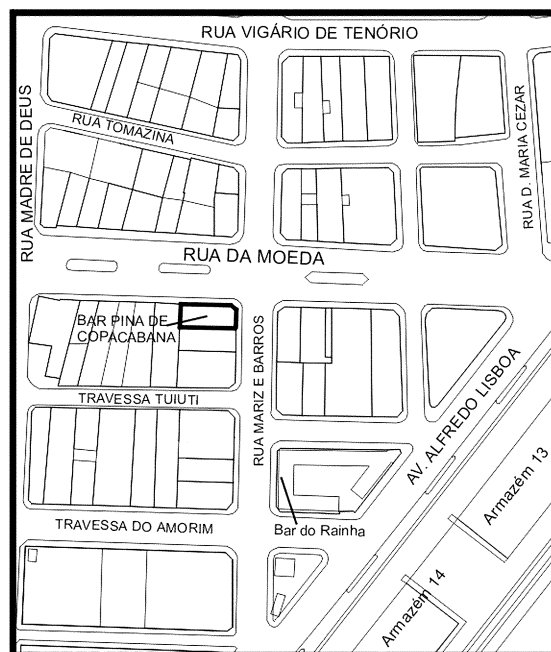 RUA VIGÁRIO DE TENÓRIO
RUA MADRE DE DEUS
RUA TOMAZINA
RUA D. MARIA CEZAR
RUA DA MOEDA
BAR PINA DE
COPACABANA
RUA MARIZ E BARROS
TRAVESSA TUIUTI
AV. ALFREDO LISBOA
TRAVESSA DO AMORIM
Bar do Rainha
Armazém 13
Armazém 14